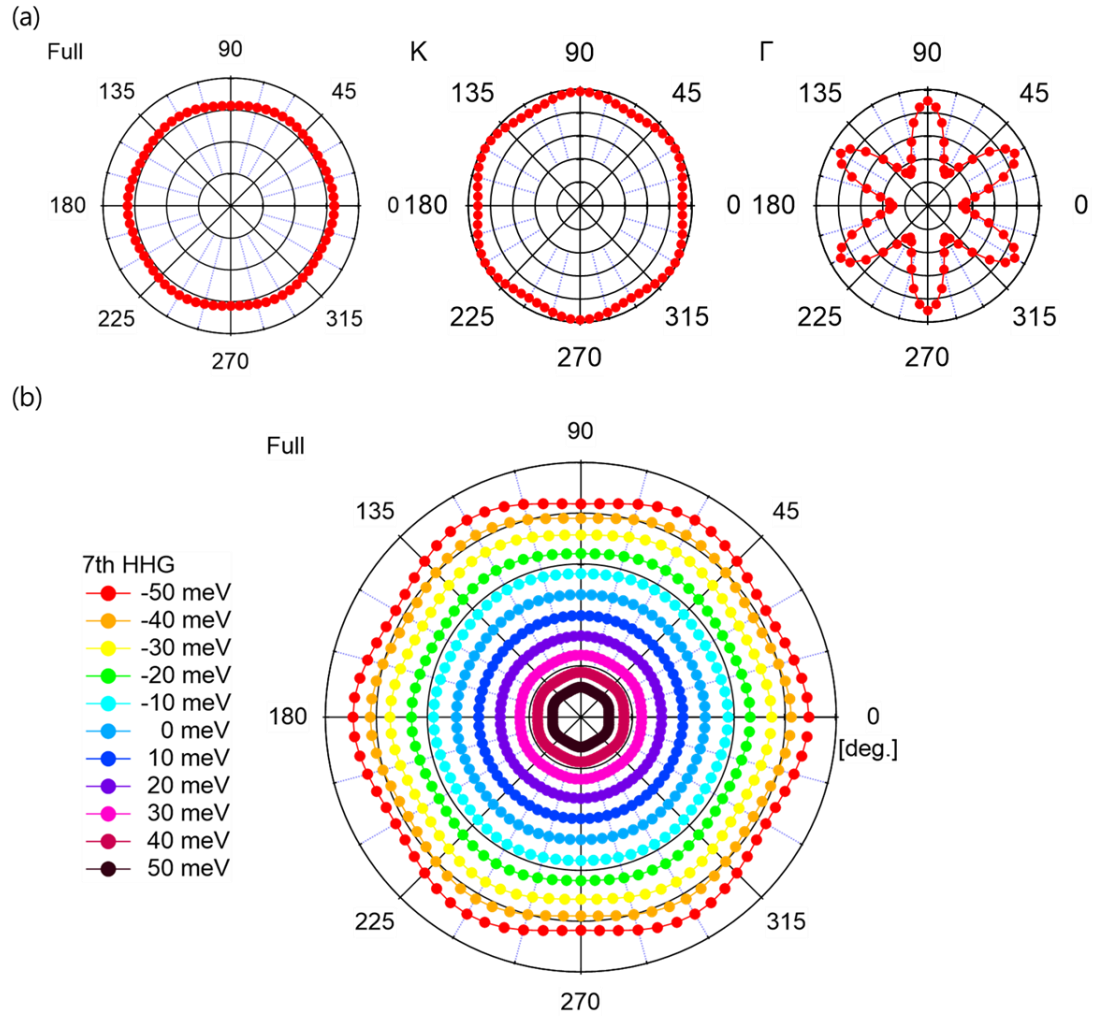 (a)
Full
90
135
45
180
0
225
315
270
K
90
135
45
180
0
225
315
270
Γ
90
135
45
180
0
225
315
270
(b)
Full
90
135
45
180
0
[deg.]
225
315
270
7th HHG
-50 meV
-40 meV
-30 meV
-20 meV
-10 meV
0 meV
10 meV
20 meV
30 meV
40 meV
50 meV